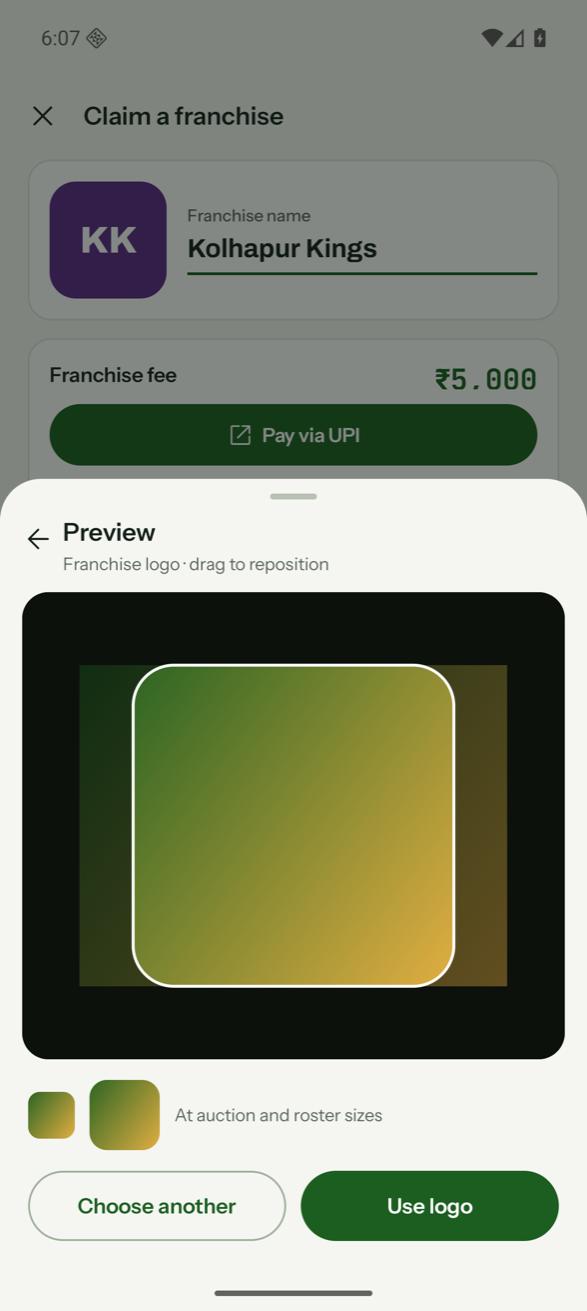 6:07
Claim a franchise
KK
Franchise name
Kolhapur Kings
Franchise fee
₹5,000
Pay via UPI
Preview
Franchise logo · drag to reposition
At auction and roster sizes
Choose another
Use logo